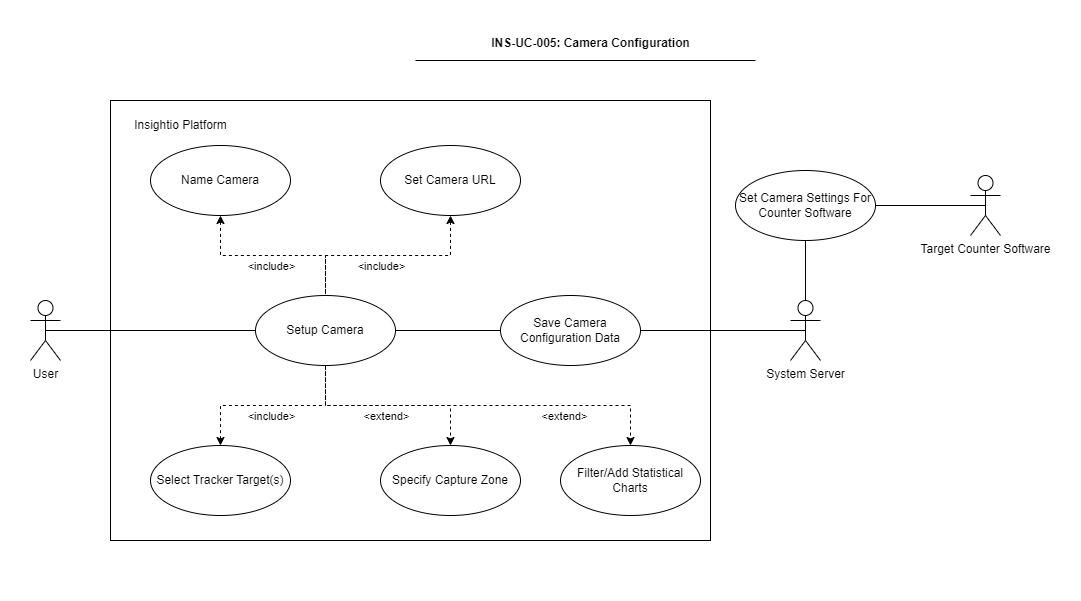 INS-UC-005: Camera Configuration
Insightio Platform
Name Camera
Set Camera URL
Set Camera Settings For
Counter Software
Target Counter Software
<include>
<include>
Setup Camera
Save Camera
Configuration Data
User
System Server
<include>
<extend>
<extend>
Select Tracker Target(s)
Specify Capture Zone
Filter/Add Statistical
Charts